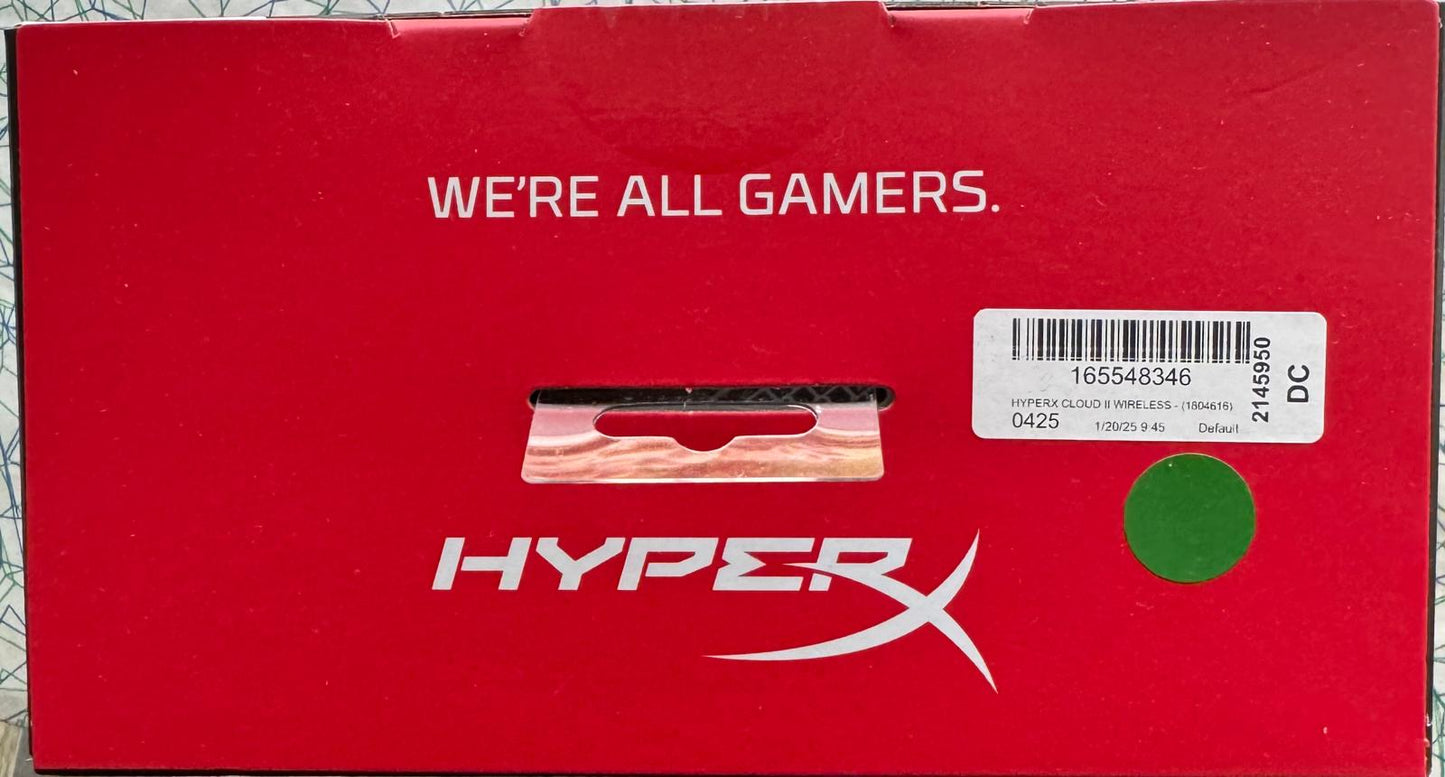 WE'RE ALL GAMERS.
165548346
HYPERX CLOUD II WIRELESS - (1804616)
0425 1/20/25 9:45 Default
2145950
DC
HYPERX